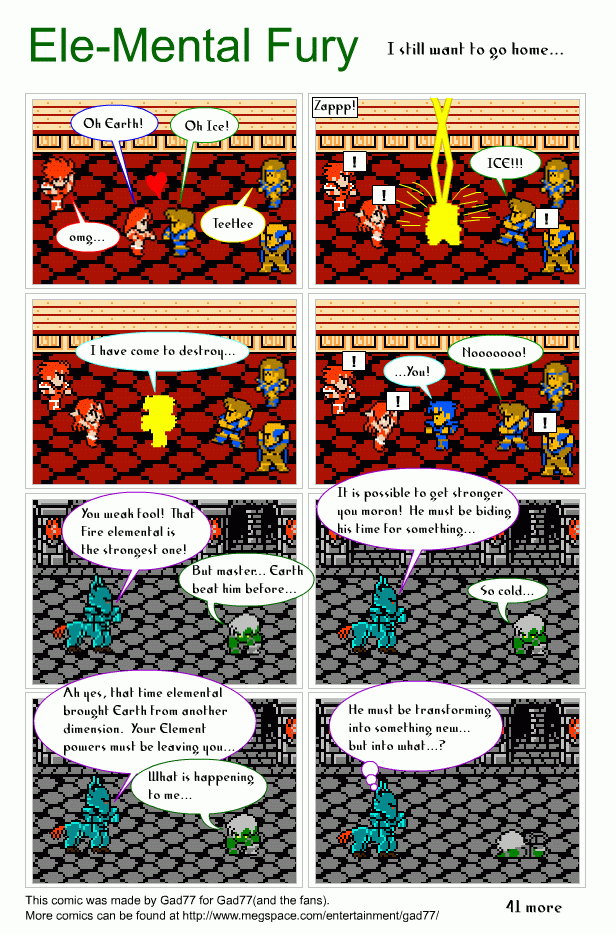 Ele-Mental Fury
I still want to go home...
Oh Earth!
Oh Ice!
omg...
TeeHee
Zappp!
!
!
ICE!!!
!
I have come to destroy...
!
...You!
!
Nooooooo!
!
You weak fool! That
Fire elemental is
the strongest one!
But master... Earth
beat him before...
It is possible to get stronger
you moron! He must be biding
his time for something...
So cold...
Ah yes, that time elemental
brought Earth from another
dimension. Your Element
powers must be leaving you...
What is happening
to me...
He must be transforming
into something new...
but into what...?
This comic was made by Gad77 for Gad77(and the fans).
More comics can be found at http://www.megspace.com/entertainment/gad77/
41 more